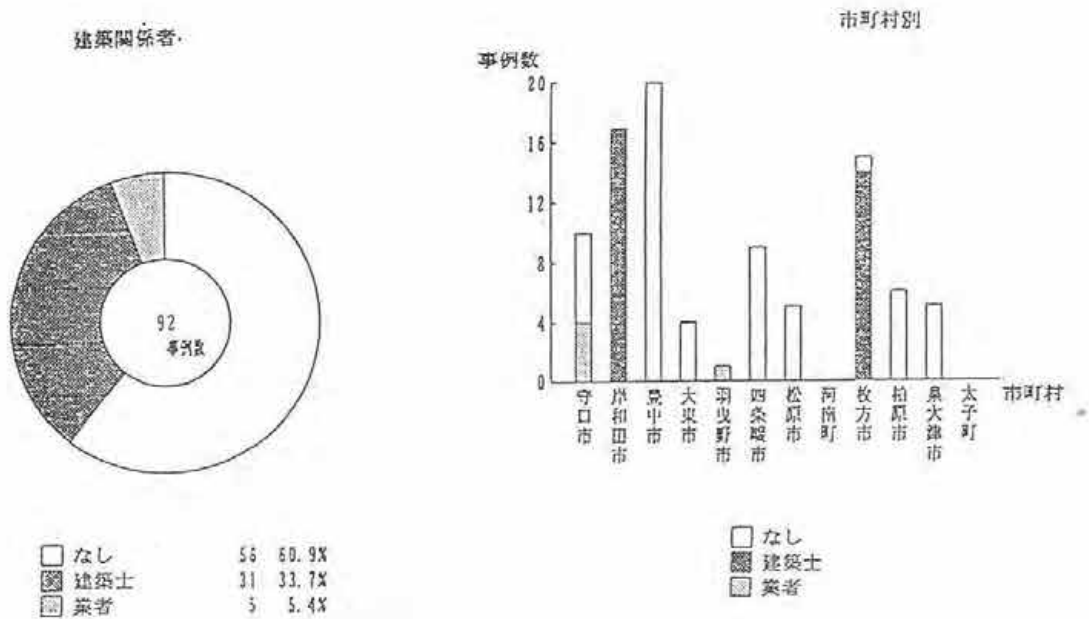 建築関係者
92
事例数
なし 56 60.9%
建築士 31 33.7%
業者 5 5.4%
市町村別
事例数
20
16
12
8
4
0
守口市
岸和田市
豊中市
大東市
羽曳野市
四条畷市
松原市
河南町
枚方市
柏原市
泉大津市
太子町
市町村
なし
建築士
業者